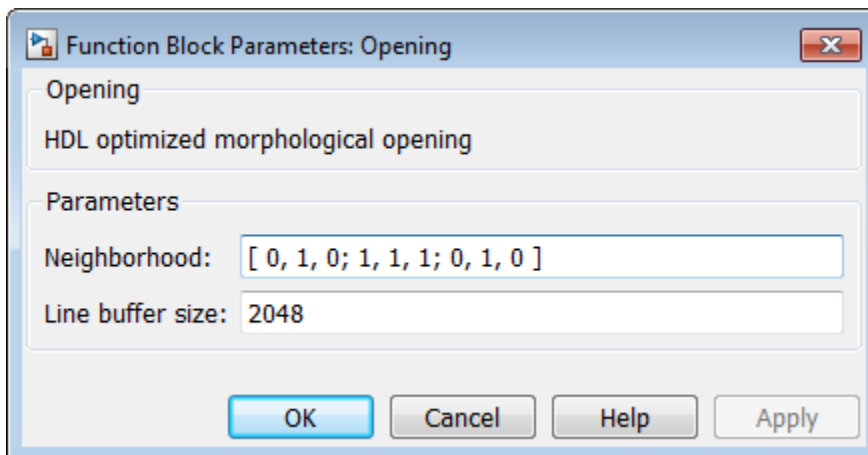 Function Block Parameters: Opening
Opening
HDL optimized morphological opening
Parameters
Neighborhood: [ 0, 1, 0; 1, 1, 1; 0, 1, 0 ]
Line buffer size: 2048
OK Cancel Help Apply